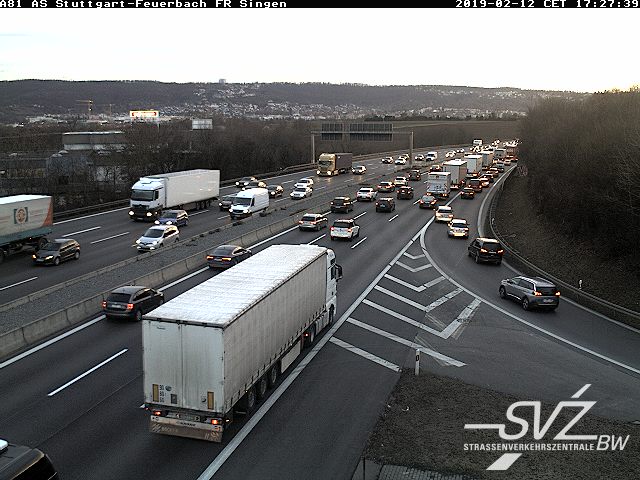 A81 AS Stuttgart-Feuerbach FR Singen 2019-02-12 CET 17:27:39
SVZ
STRASSENVERKEHRSZENTRALE BW